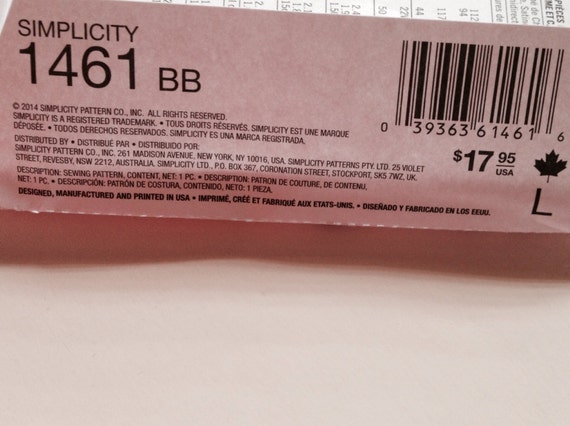 SIMPLICITY
1461 BB
© 2014 SIMPLICITY PATTERN CO., INC. ALL RIGHTS RESERVED.
SIMPLICITY IS A REGISTERED TRADEMARK. • TOUS DROITS RÉSERVÉS. SIMPLICITY EST UNE MARQUE
DÉPOSÉE. • TODOS DERECHOS RESERVADOS. SIMPLICITY ES UNA MARCA REGISTRADA.
DISTRIBUTED BY • DISTRIBUÉ PAR • DISTRIBUIDO POR:
SIMPLICITY PATTERN CO., INC. 261 MADISON AVENUE, NEW YORK, NY 10016, USA. SIMPLICITY PATTERNS PTY. LTD. 25 VIOLET
STREET, REVESBY, NSW 2212, AUSTRALIA. SIMPLICITY LTD., P.O. BOX 367, CORONATION STREET, STOCKPORT, SK5 7WZ, UK.
DESCRIPTION: SEWING PATTERN, CONTENT, NET: 1 PC. • DESCRIPTION: PATRON DE COUTURE, DE CONTENU,
NET: 1 PC. • DESCRIPCIÓN: PATRÓN DE COSTURA, CONTENIDO, NETO: 1 PIEZA.
DESIGNED, MANUFACTURED AND PRINTED IN USA • IMPRIMÉ, CRÉÉ ET FABRIQUÉ AUX ETATS-UNIS. • DISEÑADO Y FABRICADO EN LOS EEUU.
0 39363 61461 6
$17.95
USA
L